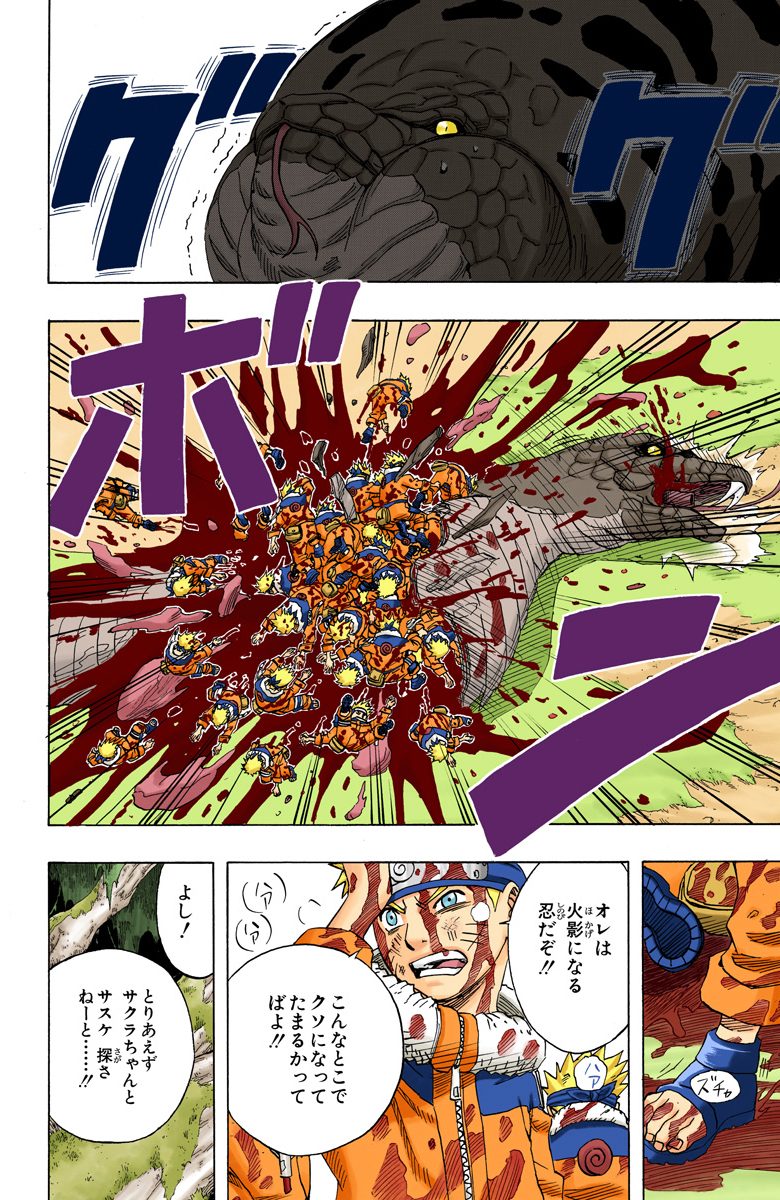 グググ
ボンッ
ズチャ
オレは
火影になる
忍だぞ!!
ハァ
ハァ
ハァ
こんなとこで
クソになって
たまるかって
ばよ!
よし!
とりあえず
サクラちゃんと
サスケ 探さ
ねーと……!!